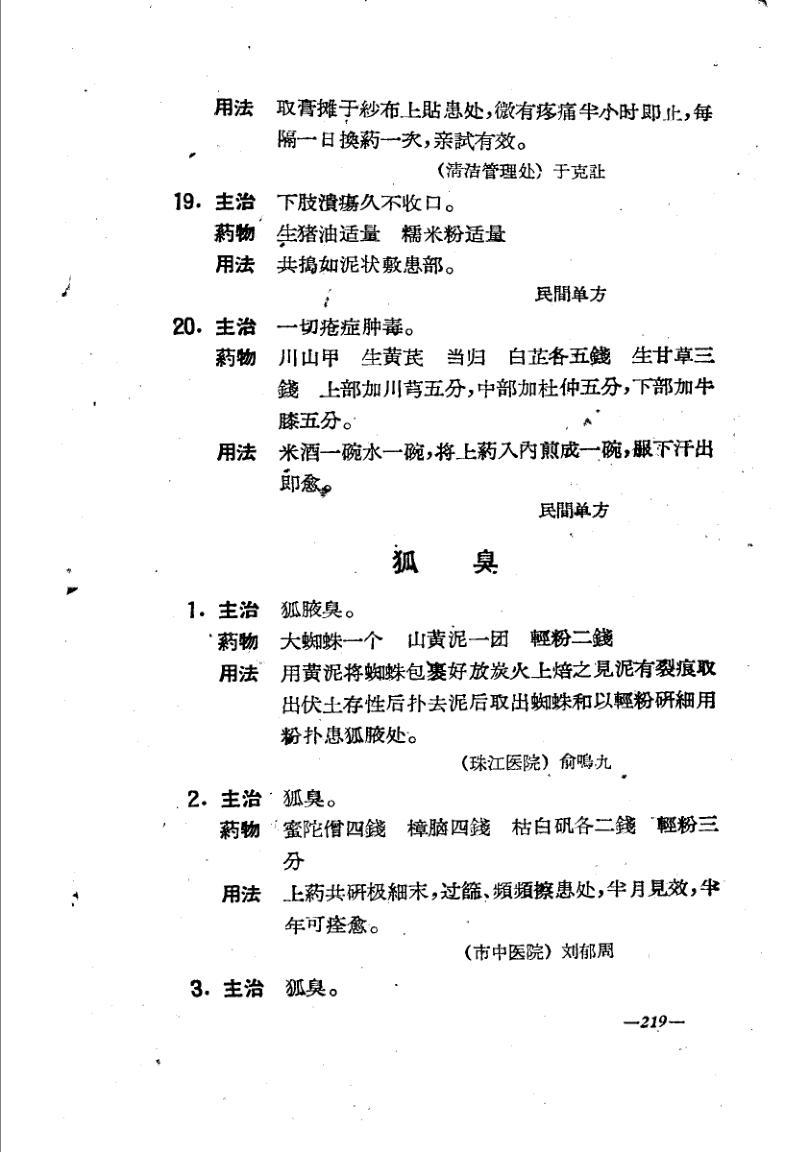 用法 取膏摊于紗布上貼患处,微有疼痛半小时即止,每
隔一日換葯一次,亲試有效。
(清洁管理处) 于克訨
19. 主治 下肢潰瘍久不收口。
葯物 生猪油适量 糯米粉适量
用法 共搗如泥状敷患部。
民間单方
20. 主治 一切疮症肿毒。
葯物 川山甲 生黄芪 当归 白芷各五錢 生甘草三
錢 上部加川芎五分,中部加杜仲五分,下部加牛
膝五分。
用法 米酒一碗水一碗,将上葯入內煎成一碗,服下汗出
即愈。
民間单方
狐 臭
1. 主治 狐腋臭。
葯物 大蜘蛛一个 山黄泥一团 輕粉二錢
用法 用黄泥将蜘蛛包裹好放炭火上焙之見泥有裂痕取
出伏土存性后扑去泥后取出蜘蛛和以輕粉研細用
粉扑患狐腋处。
(珠江医院) 俞鳴九
2. 主治 狐臭。
葯物 蜜陀僧四錢 樟脑四錢 枯白矾各二錢 輕粉三
分
用法 上葯共研极細末,过篩、頻頻擦患处,半月見效,半
年可痊愈。
(市中医院) 刘郁周
3. 主治 狐臭。
—219—